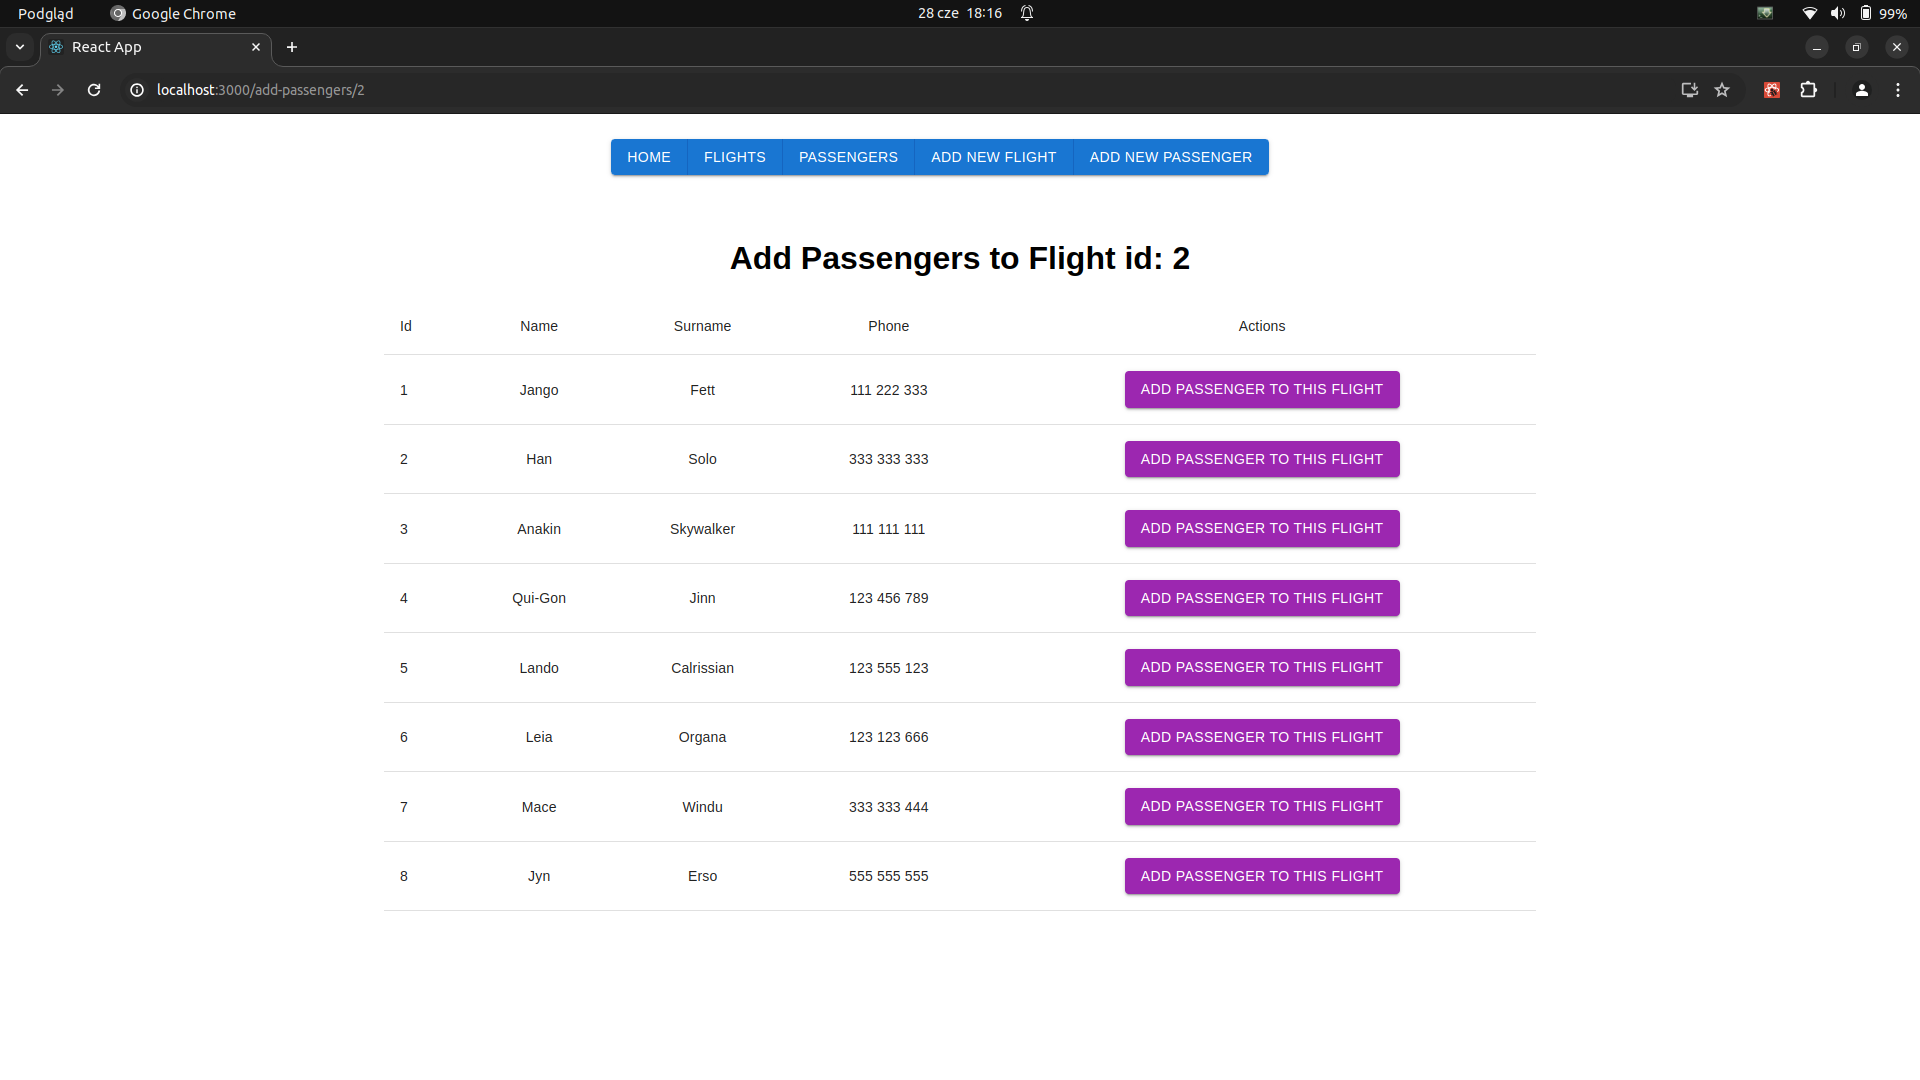 Podgląd Google Chrome 28 cze 18:16 99%
React App
localhost:3000/add-passengers/2
HOME FLIGHTS PASSENGERS ADD NEW FLIGHT ADD NEW PASSENGER
Add Passengers to Flight id: 2
Id Name Surname Phone Actions
1 Jango Fett 111 222 333 ADD PASSENGER TO THIS FLIGHT
2 Han Solo 333 333 333 ADD PASSENGER TO THIS FLIGHT
3 Anakin Skywalker 111 111 111 ADD PASSENGER TO THIS FLIGHT
4 Qui-Gon Jinn 123 456 789 ADD PASSENGER TO THIS FLIGHT
5 Lando Calrissian 123 555 123 ADD PASSENGER TO THIS FLIGHT
6 Leia Organa 123 123 666 ADD PASSENGER TO THIS FLIGHT
7 Mace Windu 333 333 444 ADD PASSENGER TO THIS FLIGHT
8 Jyn Erso 555 555 555 ADD PASSENGER TO THIS FLIGHT